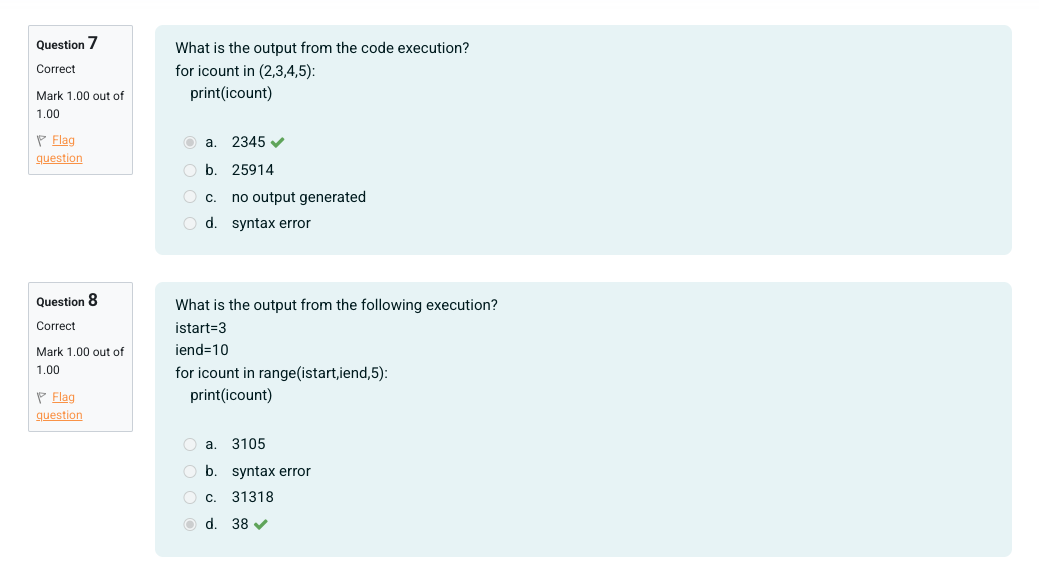 Question 7
Correct
Mark 1.00 out of
1.00
Flag
question
What is the output from the code execution?
for icount in (2,3,4,5):
print(icount)
a. 2345
b. 25914
c. no output generated
d. syntax error
Question 8
Correct
Mark 1.00 out of
1.00
Flag
question
What is the output from the following execution?
istart=3
iend=10
for icount in range(istart,iend,5):
print(icount)
a. 3105
b. syntax error
c. 31318
d. 38